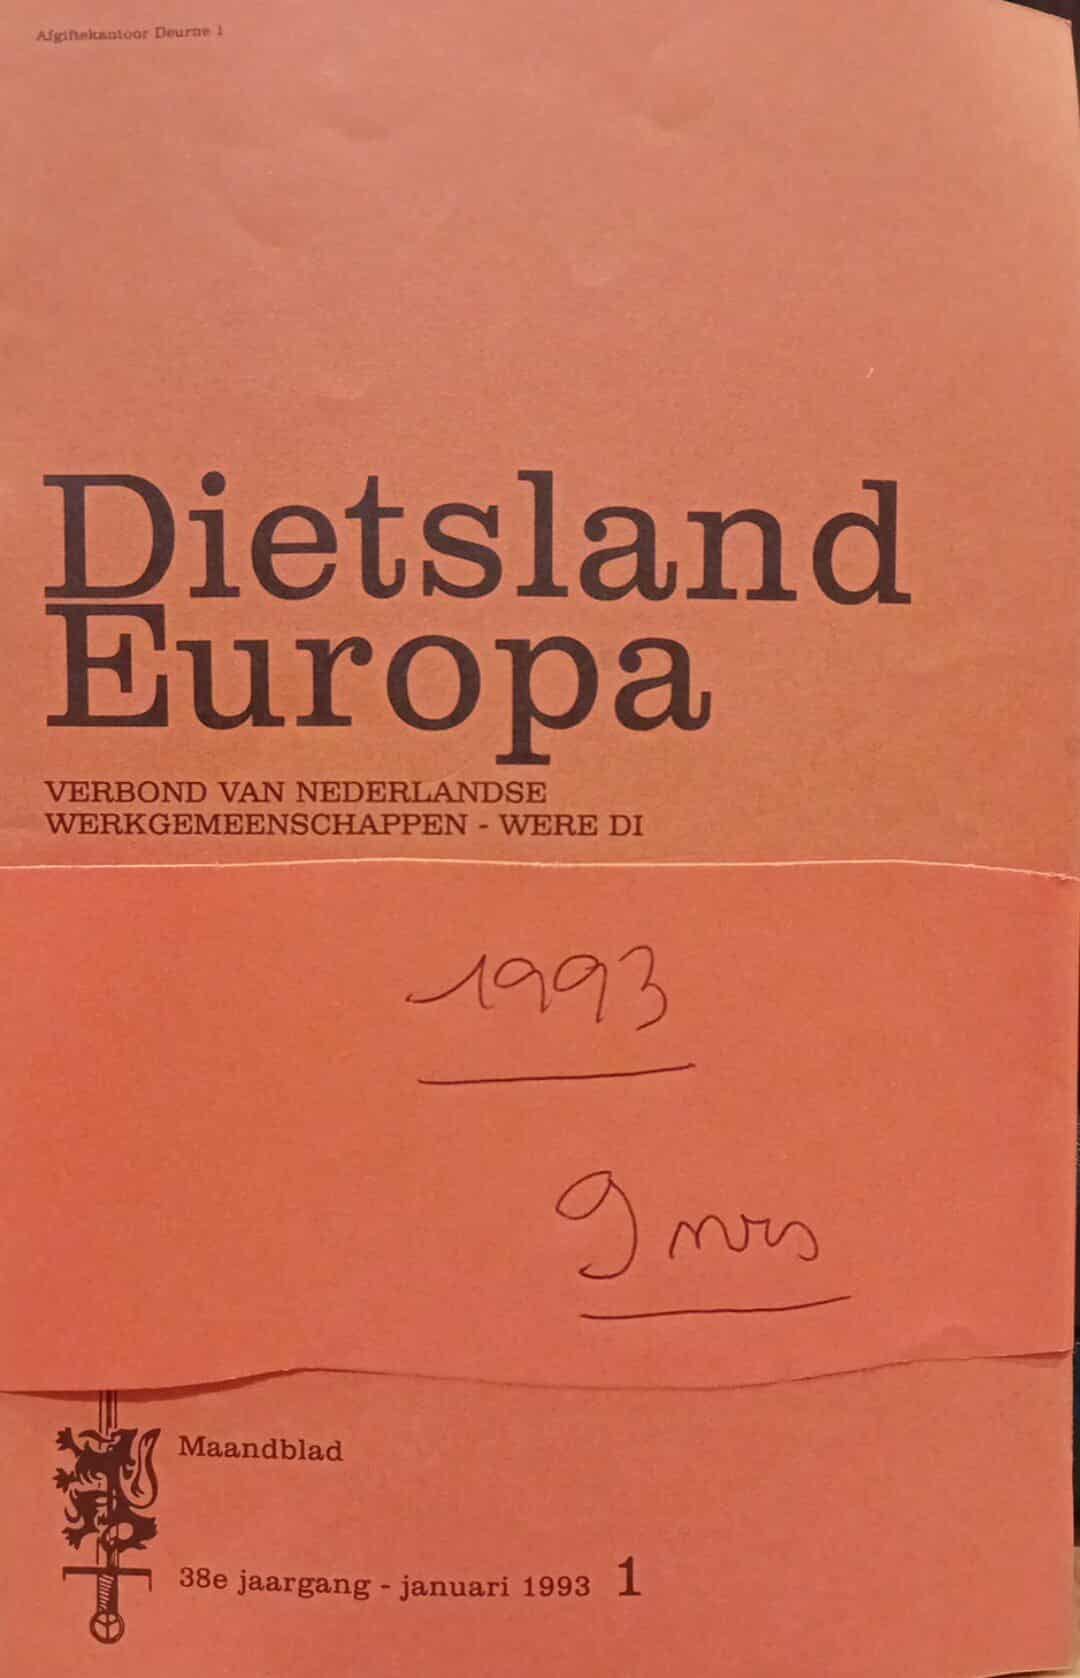 Afgiftekantoor Deurne 1
Dietsland
Europa
VERBOND VAN NEDERLANDSE
WERKGEMEENSCHAPPEN - WERE DI
1993
9 nrs
Maandblad
38e jaargang - januari 1993 1